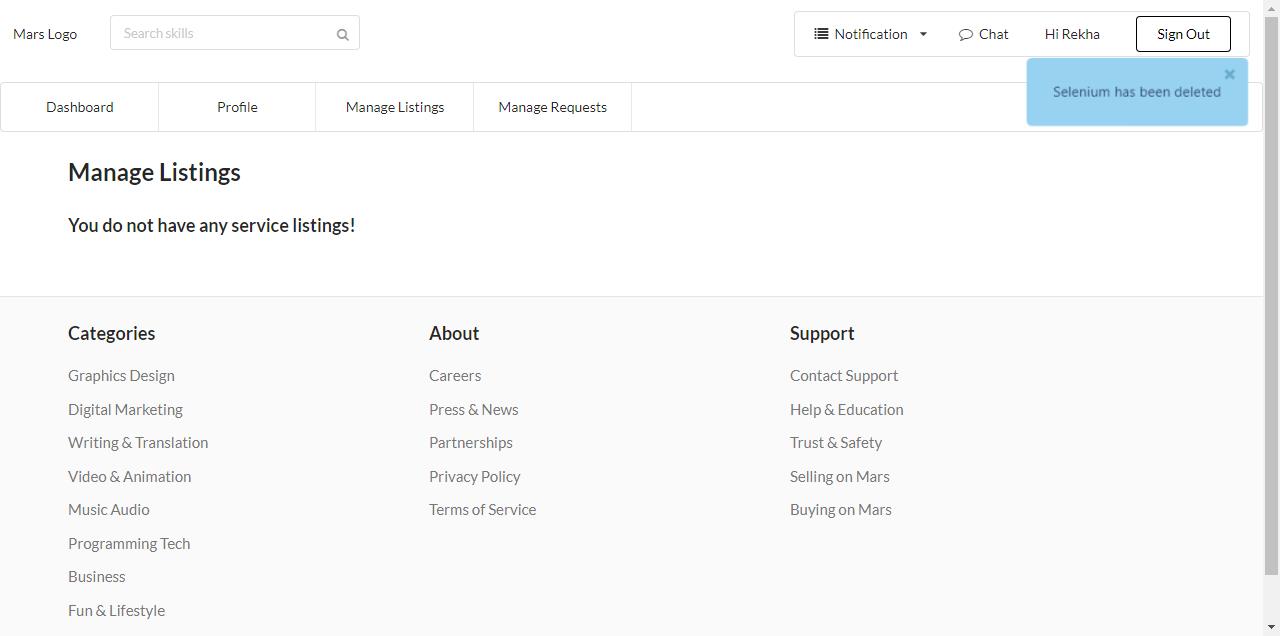 Mars Logo
Search skills
Notification
Chat
Hi Rekha
Sign Out
Selenium has been deleted
Dashboard
Profile
Manage Listings
Manage Requests
Manage Listings
You do not have any service listings!
Categories
Graphics Design
Digital Marketing
Writing & Translation
Video & Animation
Music Audio
Programming Tech
Business
Fun & Lifestyle
About
Careers
Press & News
Partnerships
Privacy Policy
Terms of Service
Support
Contact Support
Help & Education
Trust & Safety
Selling on Mars
Buying on Mars